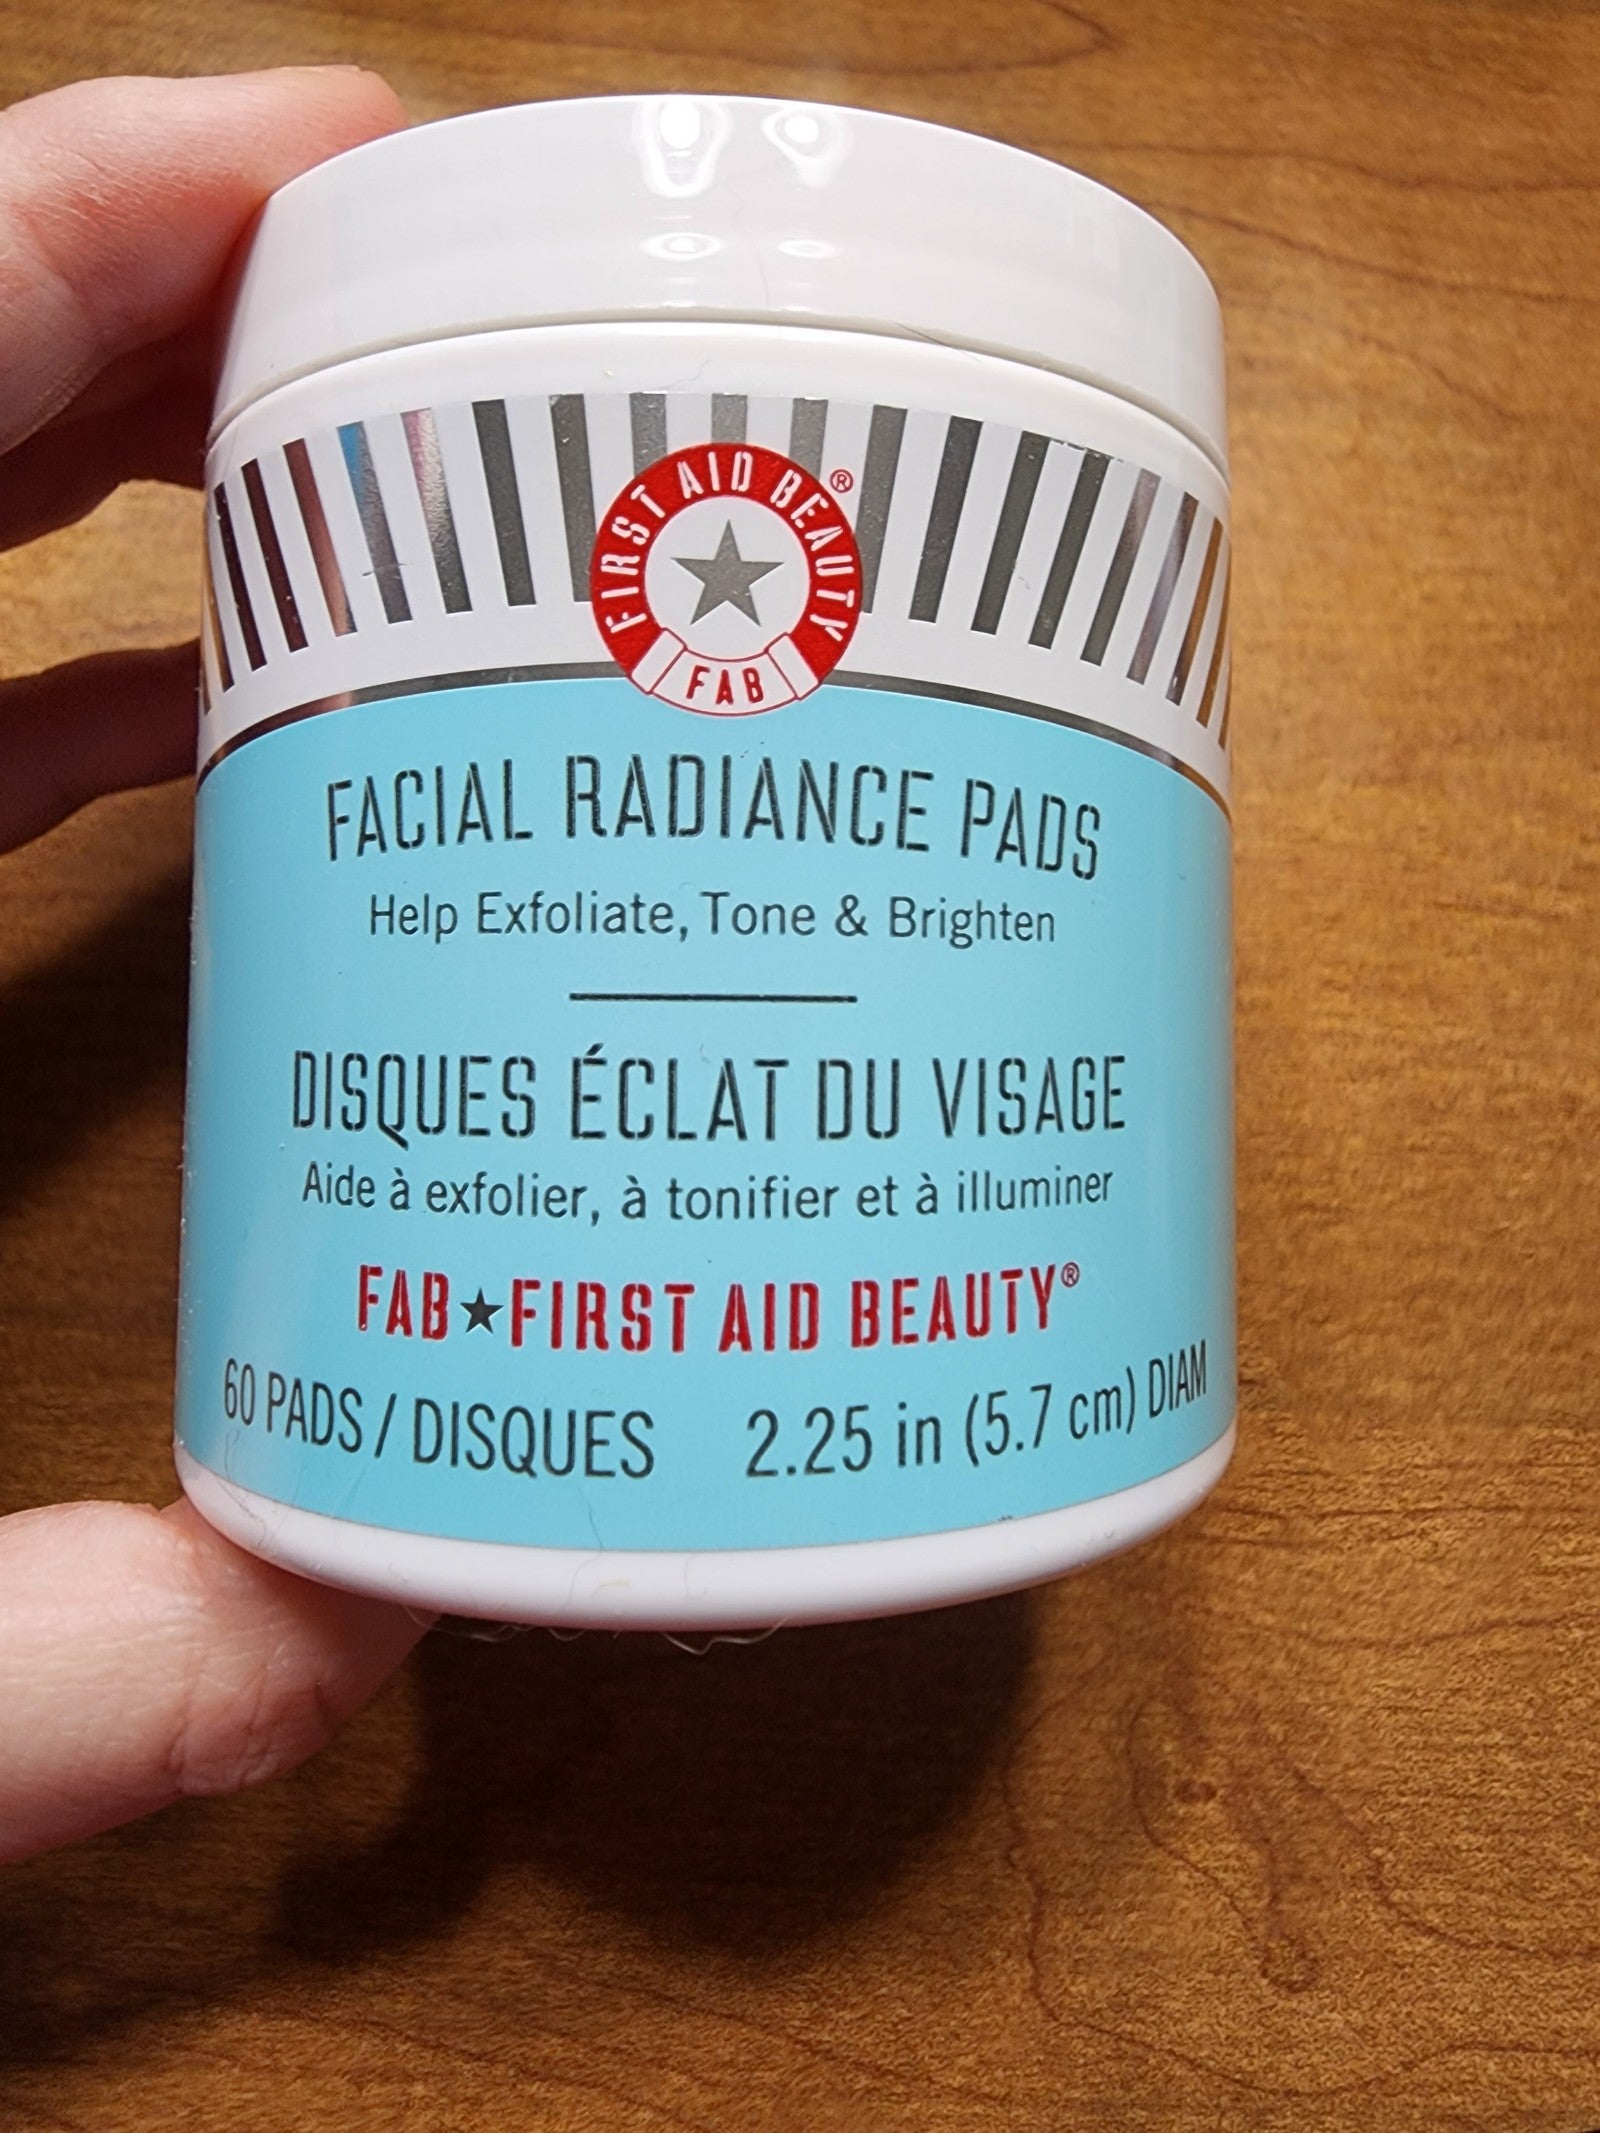 FIRST AID BEAUTY®
FAB
FACIAL RADIANCE PADS
Help Exfoliate, Tone & Brighten
DISQUES ÉCLAT DU VISAGE
Aide à exfolier, à tonifier et à illuminer
FAB★FIRST AID BEAUTY®
60 PADS / DISQUES 2.25 in (5.7 cm) DIAM